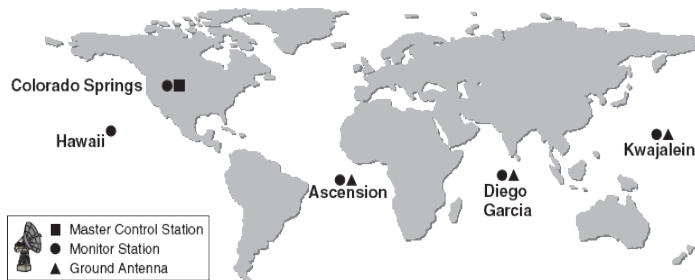 Colorado Springs
Hawaii
Kwajalein
Ascension
Diego
Garcia
Master Control Station
Monitor Station
Ground Antenna